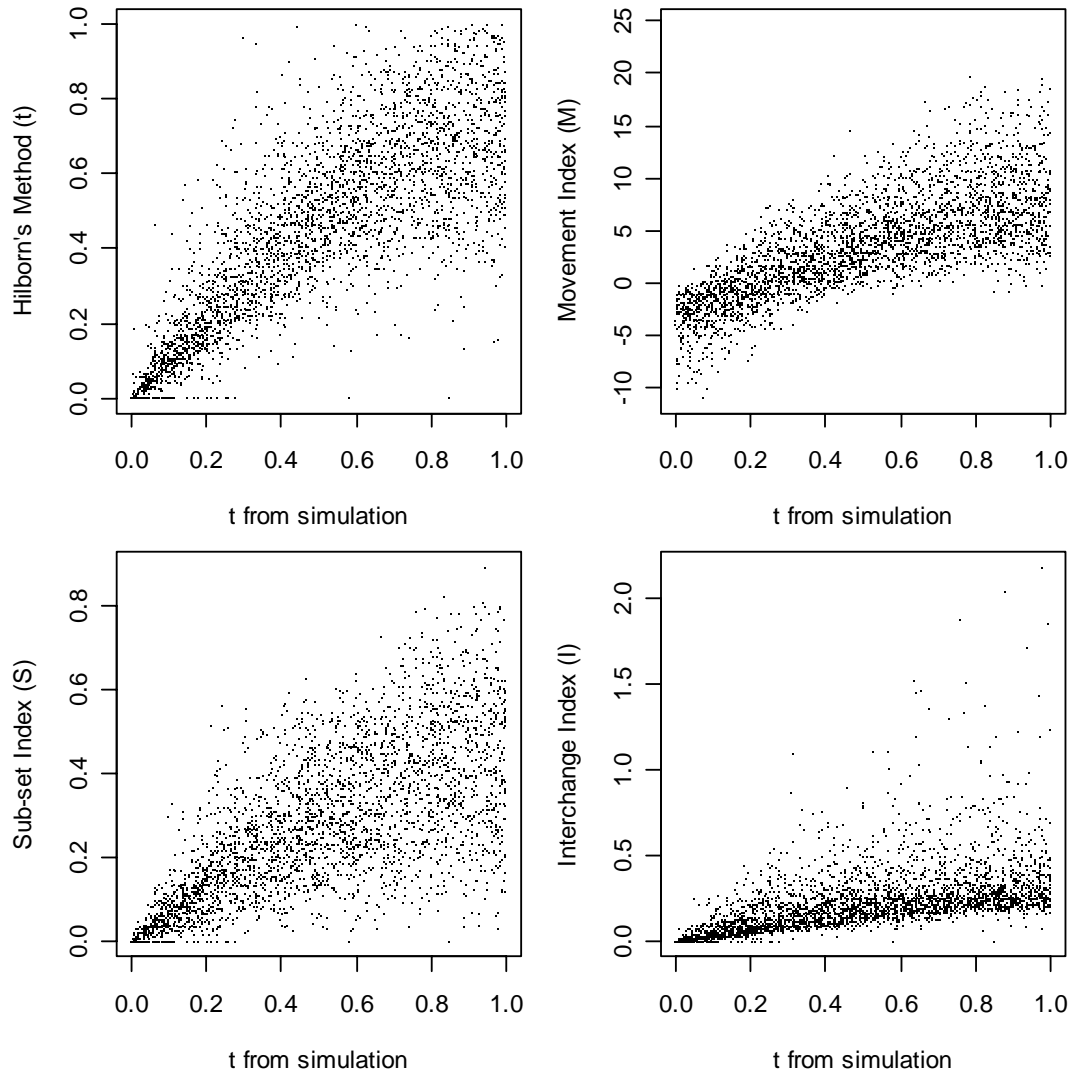 Hilborn's Method (t)
1.0
0.8
0.6
0.4
0.2
0.0
0.0 0.2 0.4 0.6 0.8 1.0
t from simulation
Movement Index (M)
25
20
15
10
5
0
-5
-10
0.0 0.2 0.4 0.6 0.8 1.0
t from simulation
Sub-set Index (S)
0.8
0.6
0.4
0.2
0.0
0.0 0.2 0.4 0.6 0.8 1.0
t from simulation
Interchange Index (I)
2.0
1.5
1.0
0.5
0.0
0.0 0.2 0.4 0.6 0.8 1.0
t from simulation